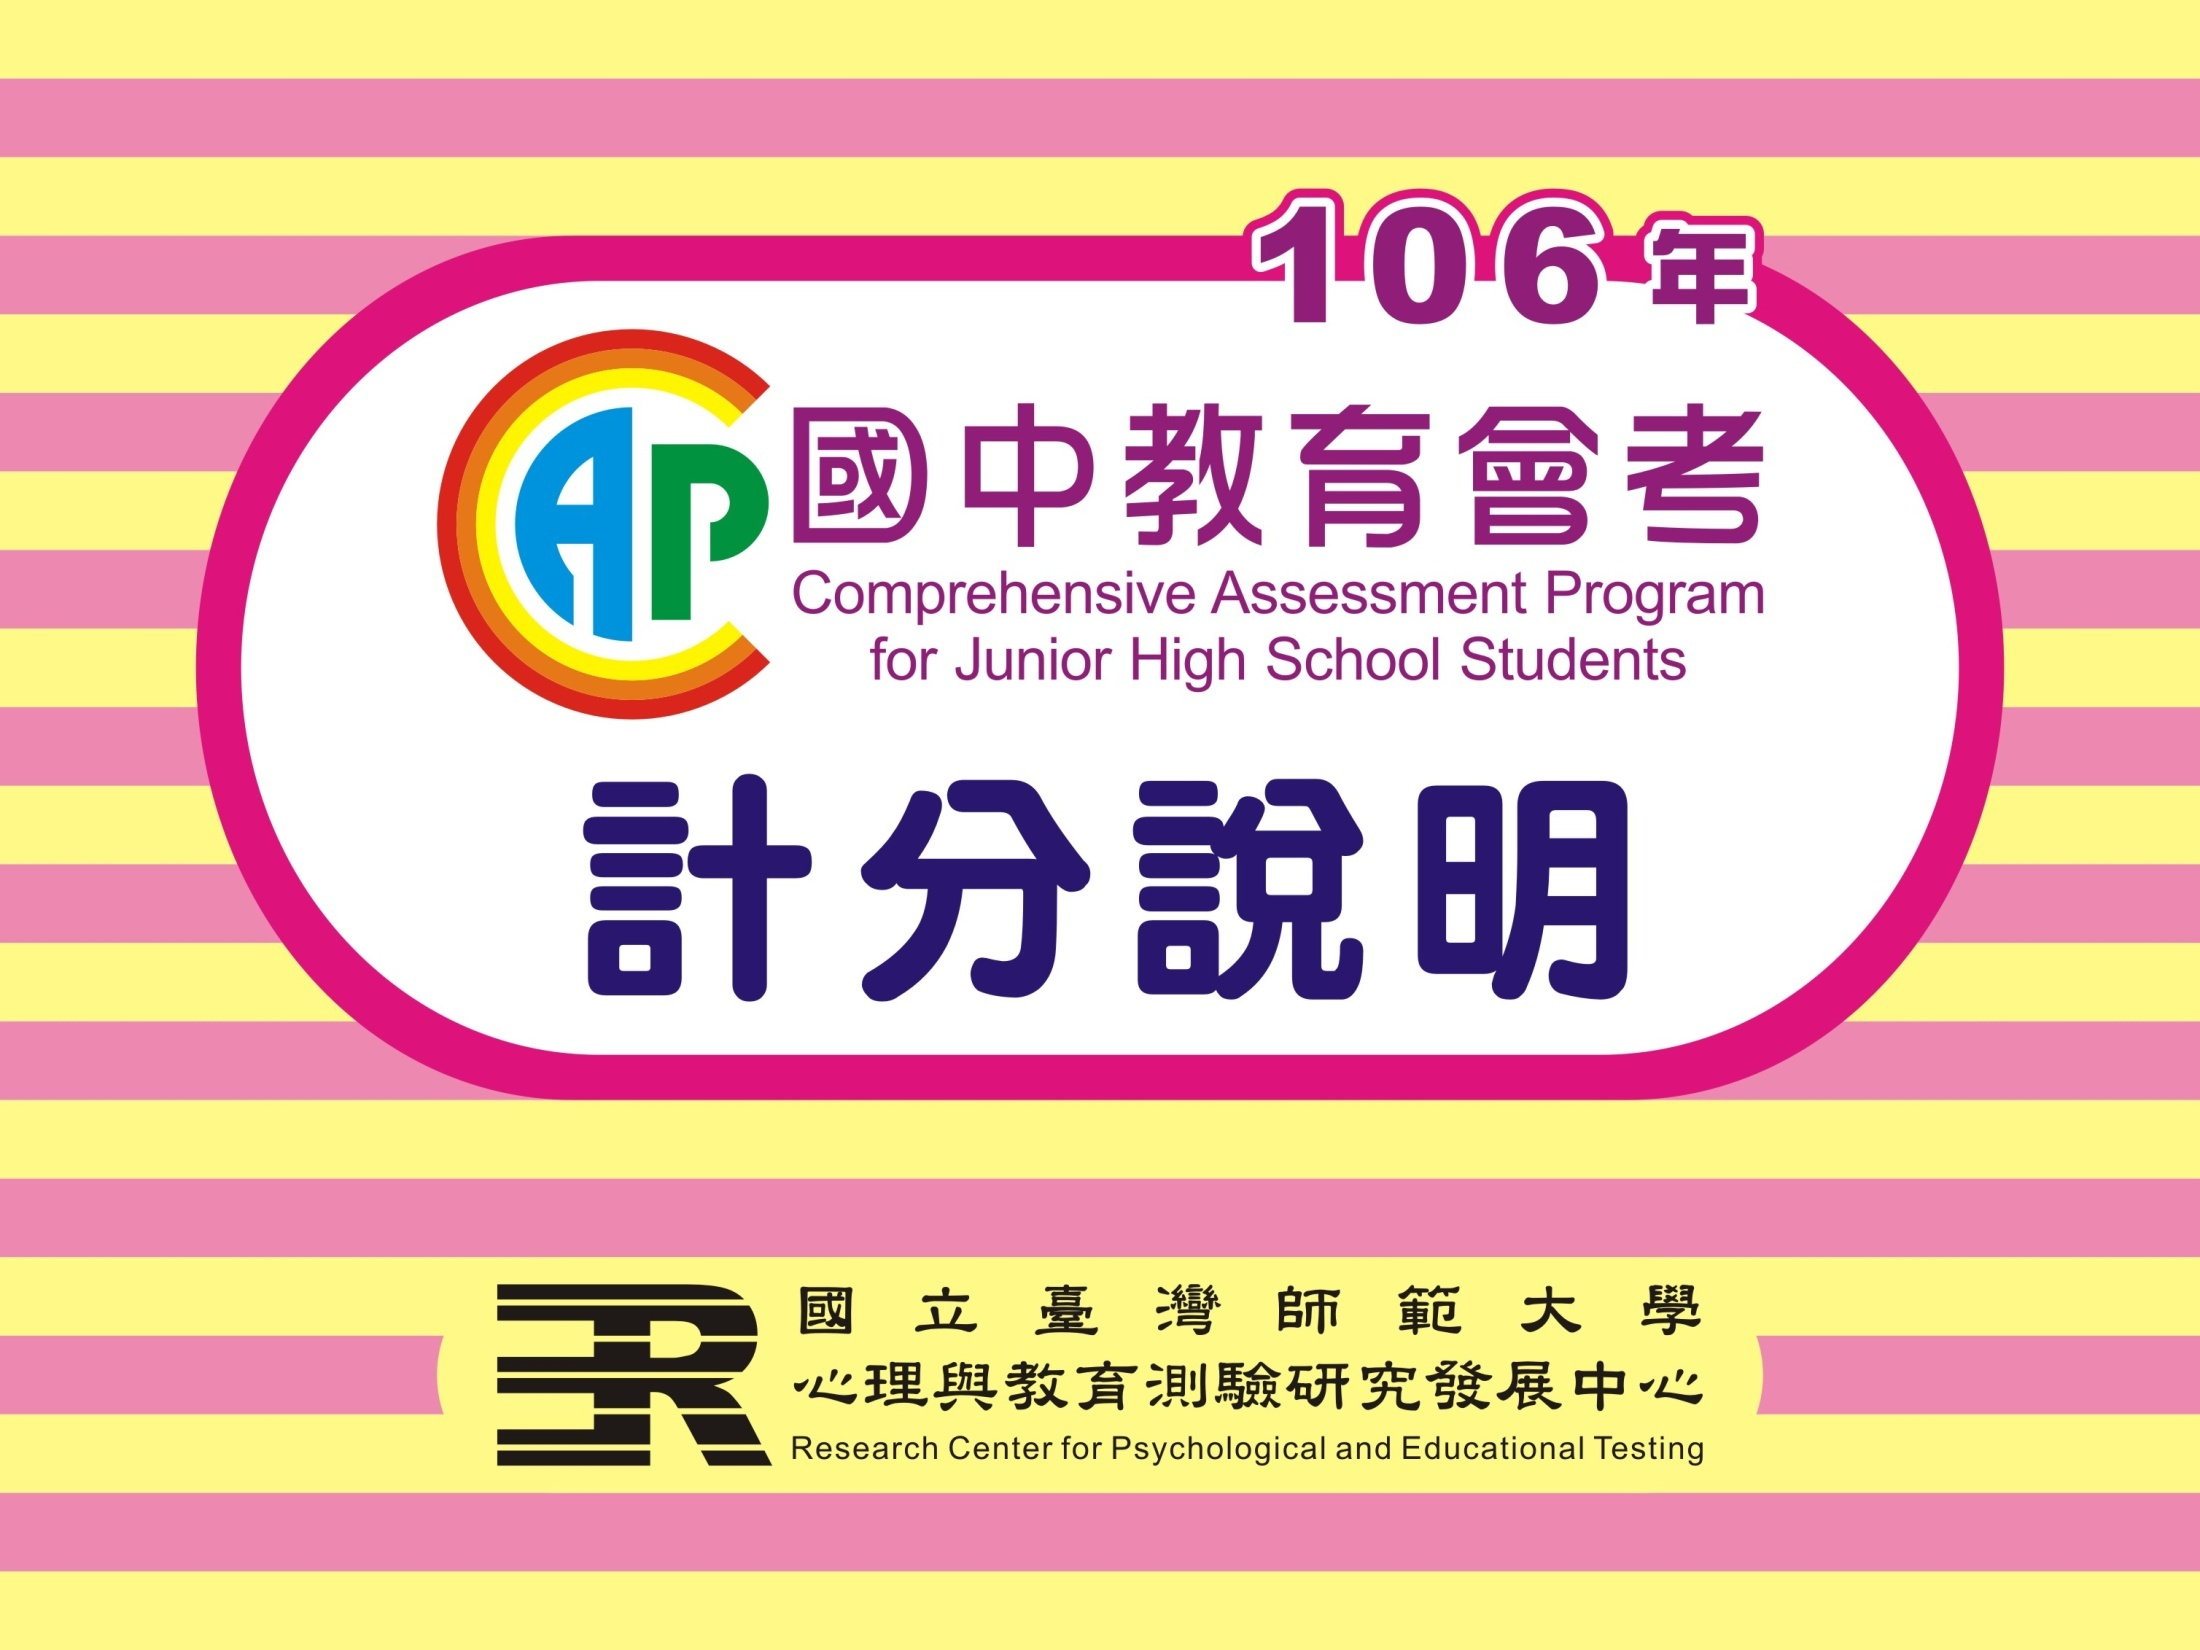 106年
CAP
國中教育會考
Comprehensive Assessment Program
for Junior High School Students
計分說明
國立臺灣師範大學
心理與教育測驗研究發展中心
Research Center for Psychological and Educational Testing